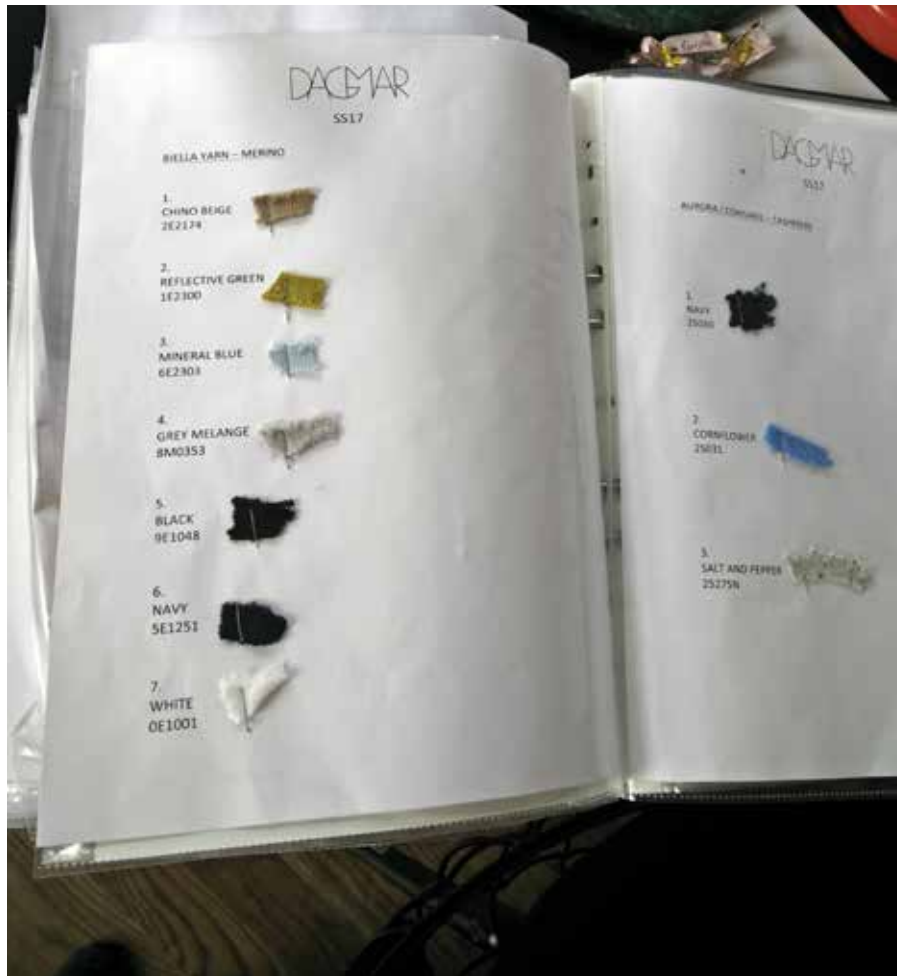 DAGMAR
SS17
BIELLA YARN – MERINO
1.
CHINO BEIGE
2E2174
2.
REFLECTIVE GREEN
1E2300
3.
MINERAL BLUE
6E2303
4.
GREY MELANGE
8M0353
5.
BLACK
9E1048
6.
NAVY
5E1251
7.
WHITE
0E1001
DAGMAR
SS17
1.
NAVY
2.
CORNFLOWER
25031
3.
SALT AND PEPPER
25275N